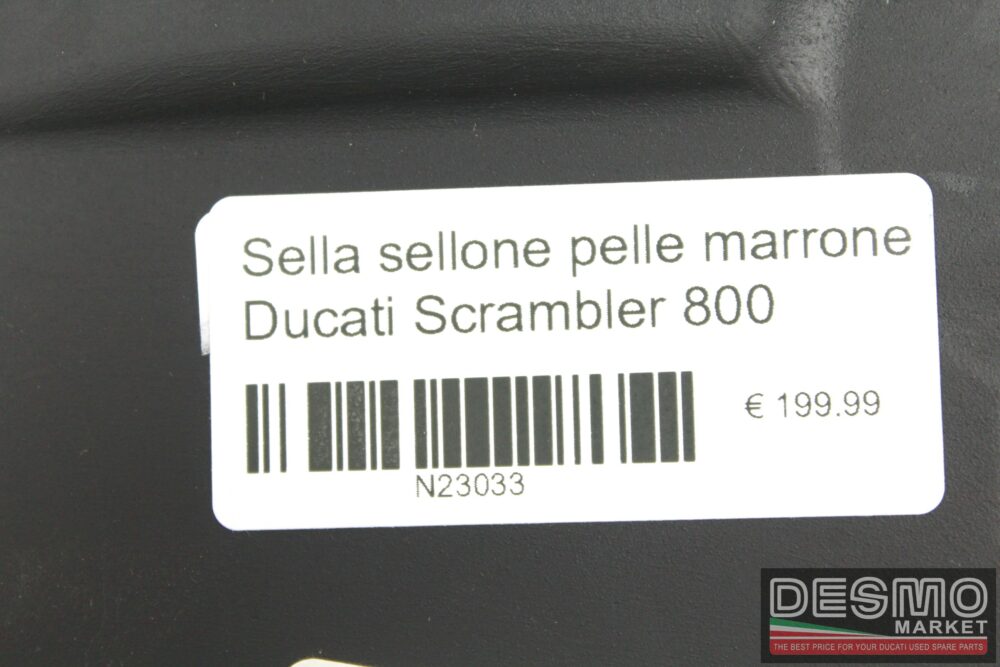 Sella sellone pelle marrone
Ducati Scrambler 800
€ 199.99
N23033
DESMO
MARKET
THE BEST PRICE FOR YOUR DUCATI USED SPARE PARTS